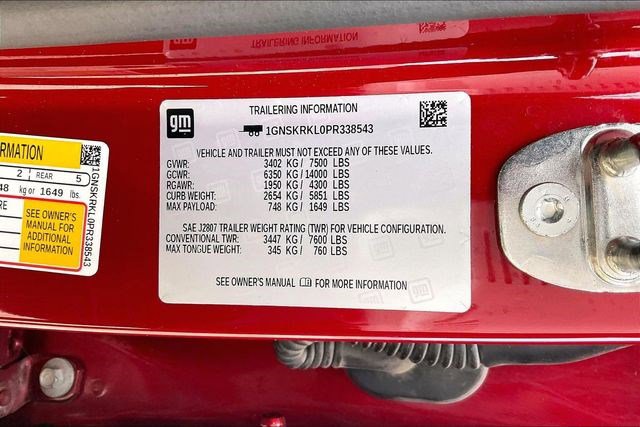 TRAILERING INFORMATION
gm
TRAILERING INFORMATION
1GNSKRKL0PR338543
VEHICLE AND TRAILER MUST NOT EXCEED ANY OF THESE VALUES.
GVWR: 3402 KG / 7500 LBS
GCWR: 6350 KG / 14000 LBS
RGAWR: 1950 KG / 4300 LBS
CURB WEIGHT: 2654 KG / 5851 LBS
MAX PAYLOAD: 748 KG / 1649 LBS
SAE J2807 TRAILER WEIGHT RATING (TWR) FOR VEHICLE CONFIGURATION.
CONVENTIONAL TWR: 3447 KG / 7600 LBS
MAX TONGUE WEIGHT: 345 KG / 760 LBS
SEE OWNER'S MANUAL FOR MORE INFORMATION
2 REAR 5
kg or 1649 lbs.
SEE OWNER'S
MANUAL FOR
ADDITIONAL
INFORMATION
1GNSKRKL0PR338543